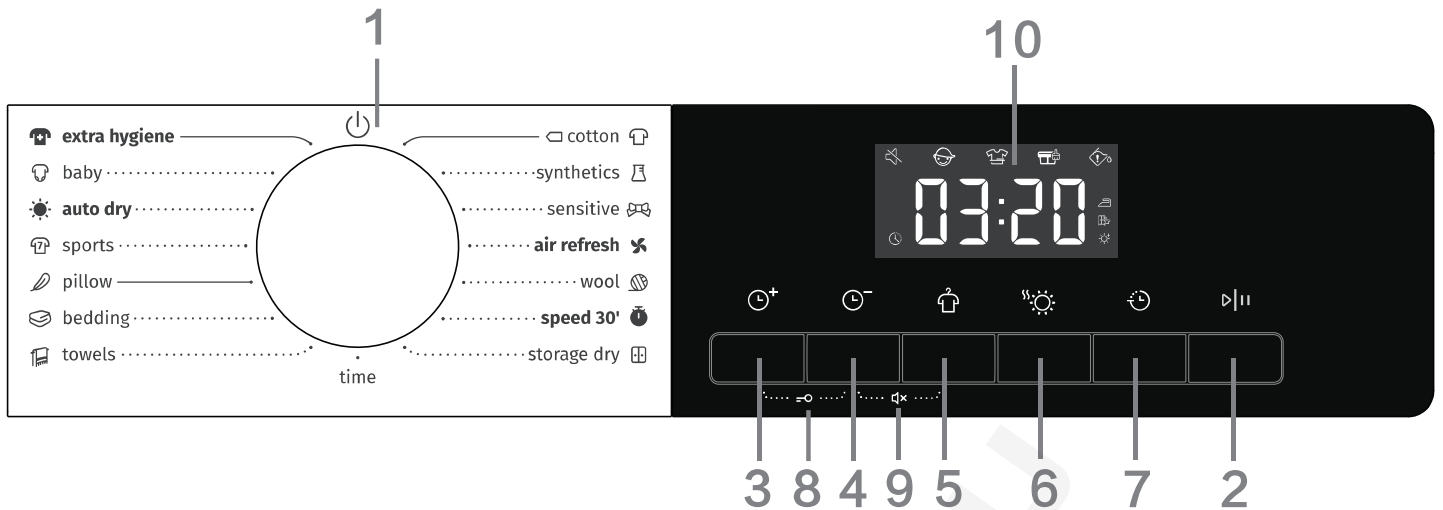 1
10
extra hygiene
baby
auto dry
sports
7
pillow
bedding
towels
time
cotton
synthetics
sensitive
air refresh
wool
speed 30'
storage dry
03:20
+
−
3 8 4 9 5 6 7 2